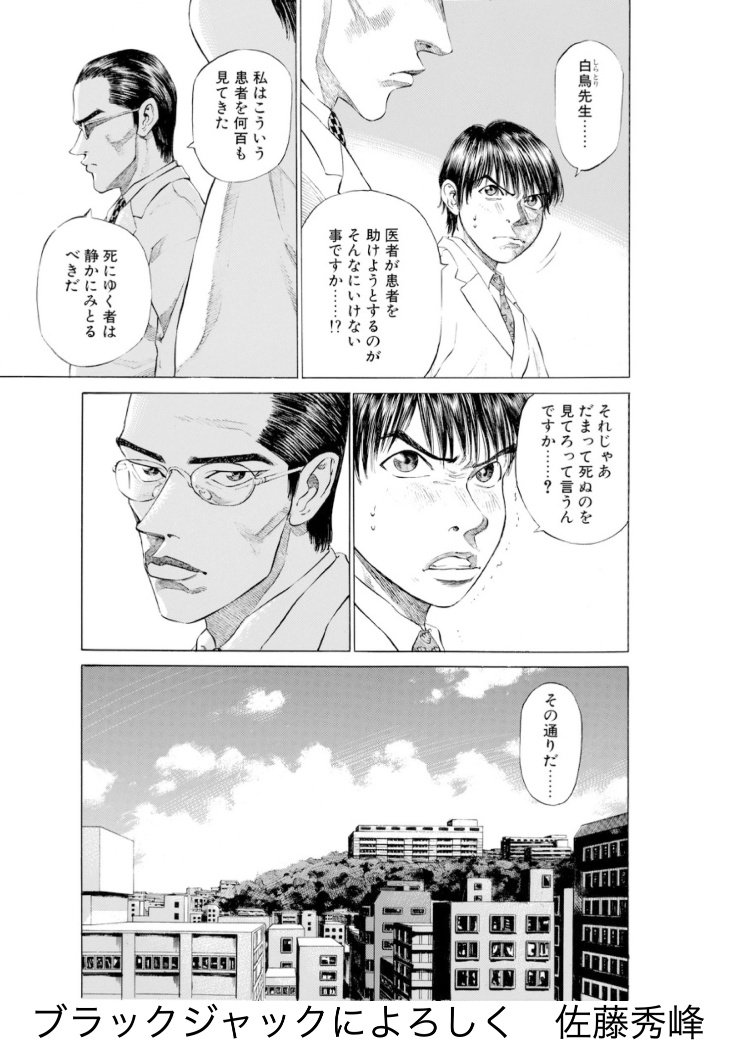 白鳥先生……
しらとり
医者が患者を
助けようとするのが
そんなにいけない
事ですか……!?
私はこういう
患者を何百も
見てきた
死にゆく者は
静かにみとる
べきだ
それじゃあ
だまって死ぬのを
見てろって言うん
ですか……?
その通りだ……
ブラックジャックによろしく　佐藤秀峰